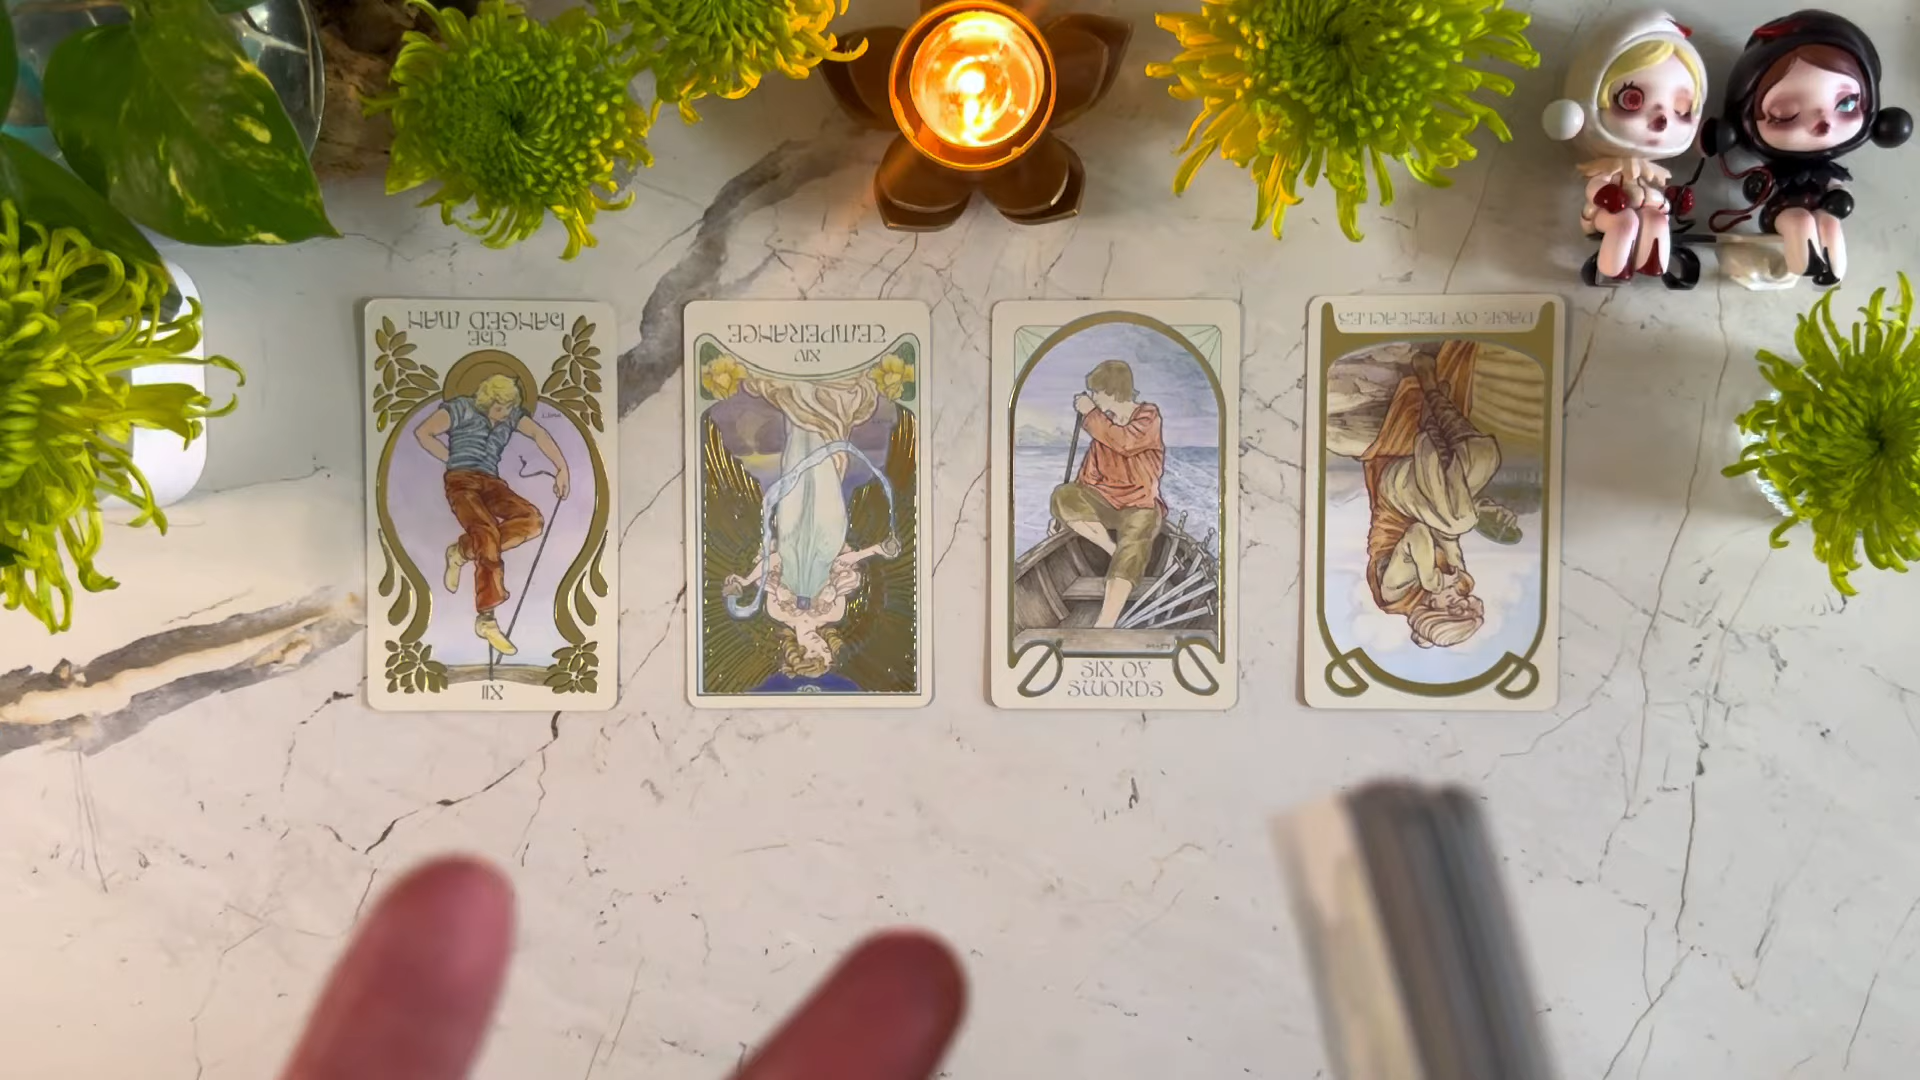 THE
HANGED MAN
XII
XIV
TEMPERANCE
SIX OF
SWORDS
PAGE OF PENTACLES